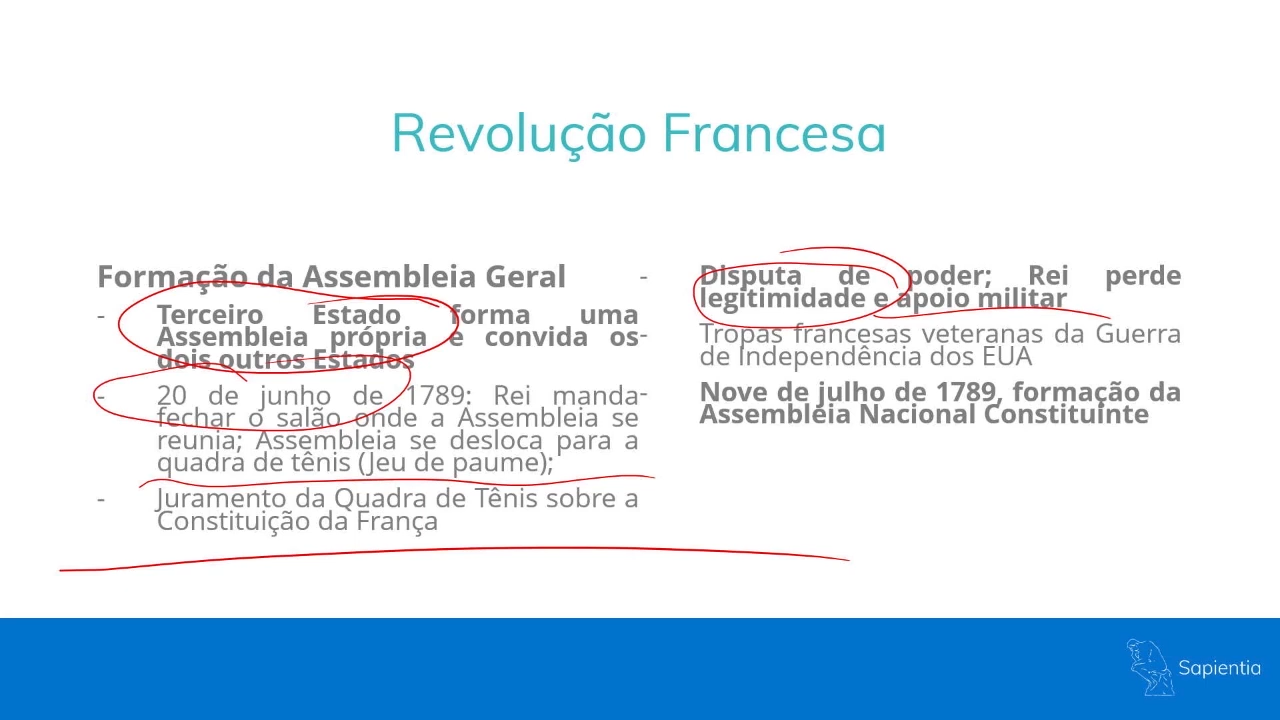 Revolução Francesa
Formação da Assembleia Geral
- Terceiro Estado forma uma
Assembleia própria e convida os
dois outros Estados
- 20 de junho de 1789: Rei manda
fechar o salão onde a Assembleia se
reunia; Assembleia se desloca para a
quadra de tênis (Jeu de paume);
- Juramento da Quadra de Tênis sobre a
Constituição da França
- Disputa de poder; Rei perde
legitimidade e apoio militar
- Tropas francesas veteranas da Guerra
de Independência dos EUA
- Nove de julho de 1789, formação da
Assembleia Nacional Constituinte
Sapientia